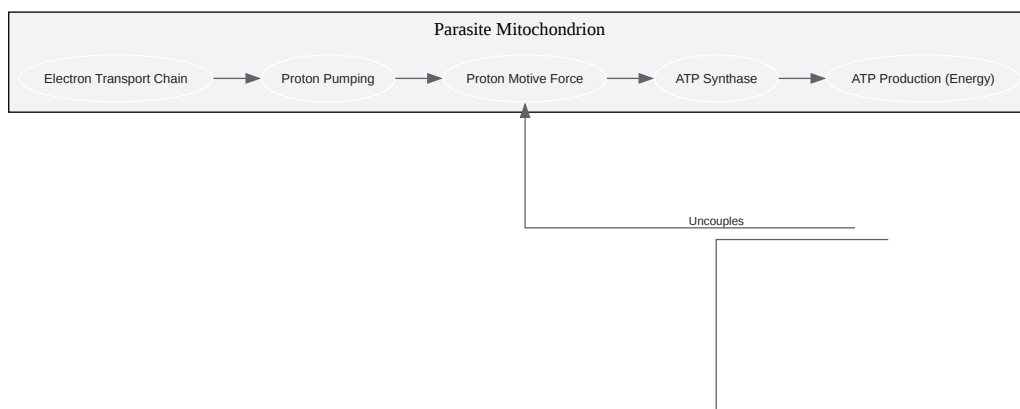 Parasite Mitochondrion
Electron Transport Chain
Proton Pumping
Proton Motive Force
ATP Synthase
ATP Production (Energy)
Uncouples